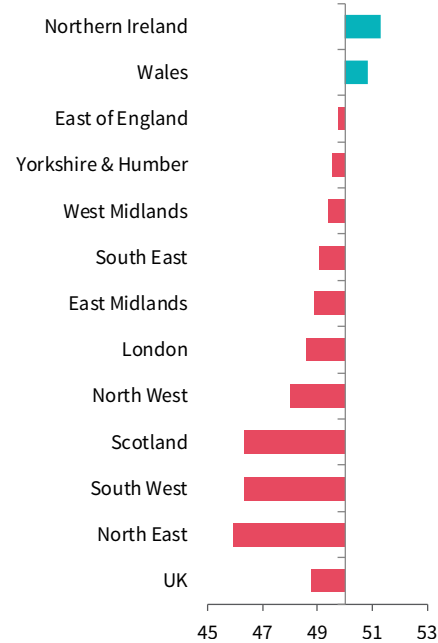 Northern Ireland
Wales
East of England
Yorkshire & Humber
West Midlands
South East
East Midlands
London
North West
Scotland
South West
North East
UK
45 47 49 51 53